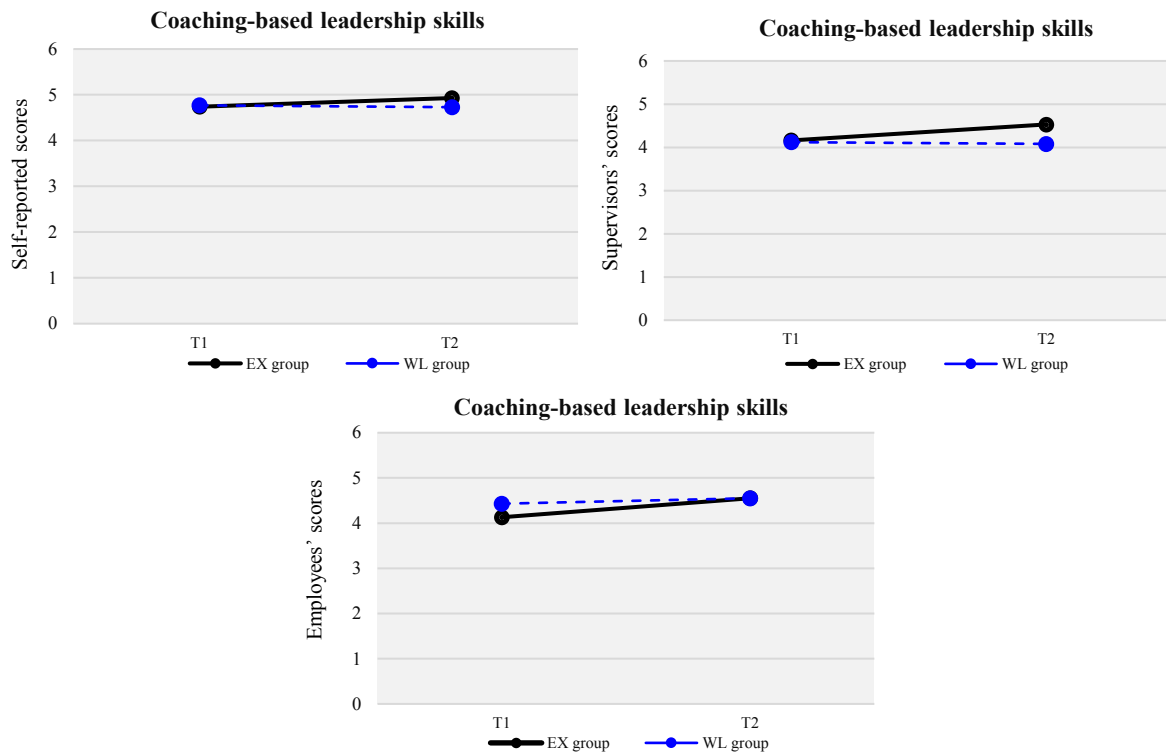 Coaching-based leadership skills
6
5
4
3
2
1
0
Self-reported scores
T1
T2
EX group
WL group
Coaching-based leadership skills
6
5
4
3
2
1
0
Supervisors’ scores
T1
T2
EX group
WL group
Coaching-based leadership skills
6
5
4
3
2
1
0
Employees’ scores
T1
T2
EX group
WL group